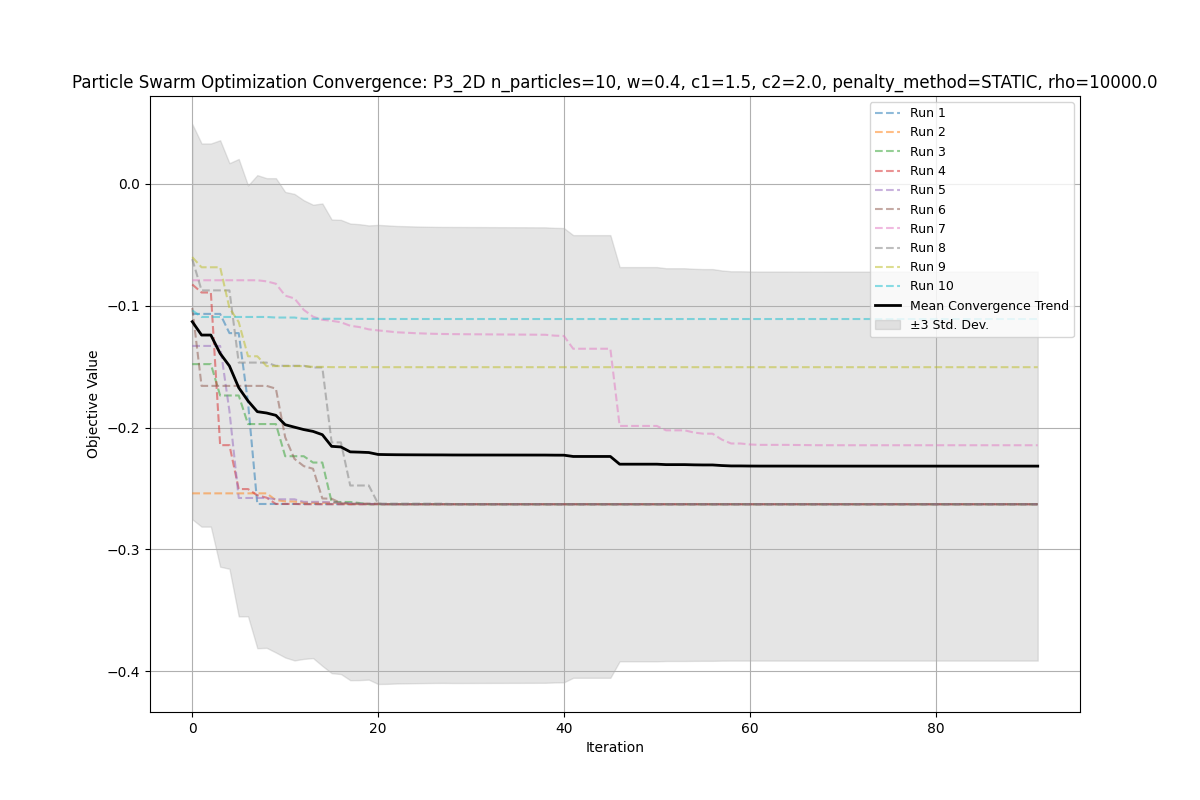 Particle Swarm Optimization Convergence: P3_2D n_particles=10, w=0.4, c1=1.5, c2=2.0, penalty_method=STATIC, rho=10000.0
Run 1
Run 2
Run 3
Run 4
Run 5
Run 6
Run 7
Run 8
Run 9
Run 10
Mean Convergence Trend
±3 Std. Dev.
Objective Value
0.0
−0.1
−0.2
−0.3
−0.4
0
20
40
60
80
Iteration